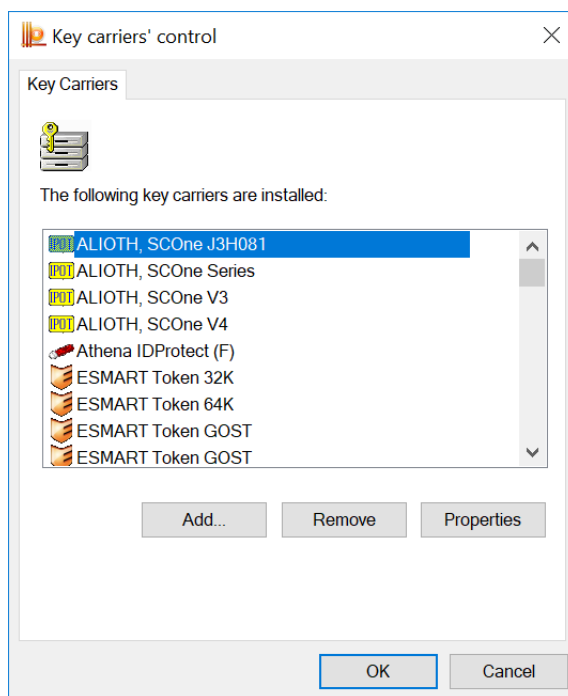 Key carriers' control
Key Carriers
The following key carriers are installed:
ALIOTH, SCOne J3H081
ALIOTH, SCOne Series
ALIOTH, SCOne V3
ALIOTH, SCOne V4
Athena IDProtect (F)
ESMART Token 32K
ESMART Token 64K
ESMART Token GOST
ESMART Token GOST
Add... Remove Properties
OK Cancel